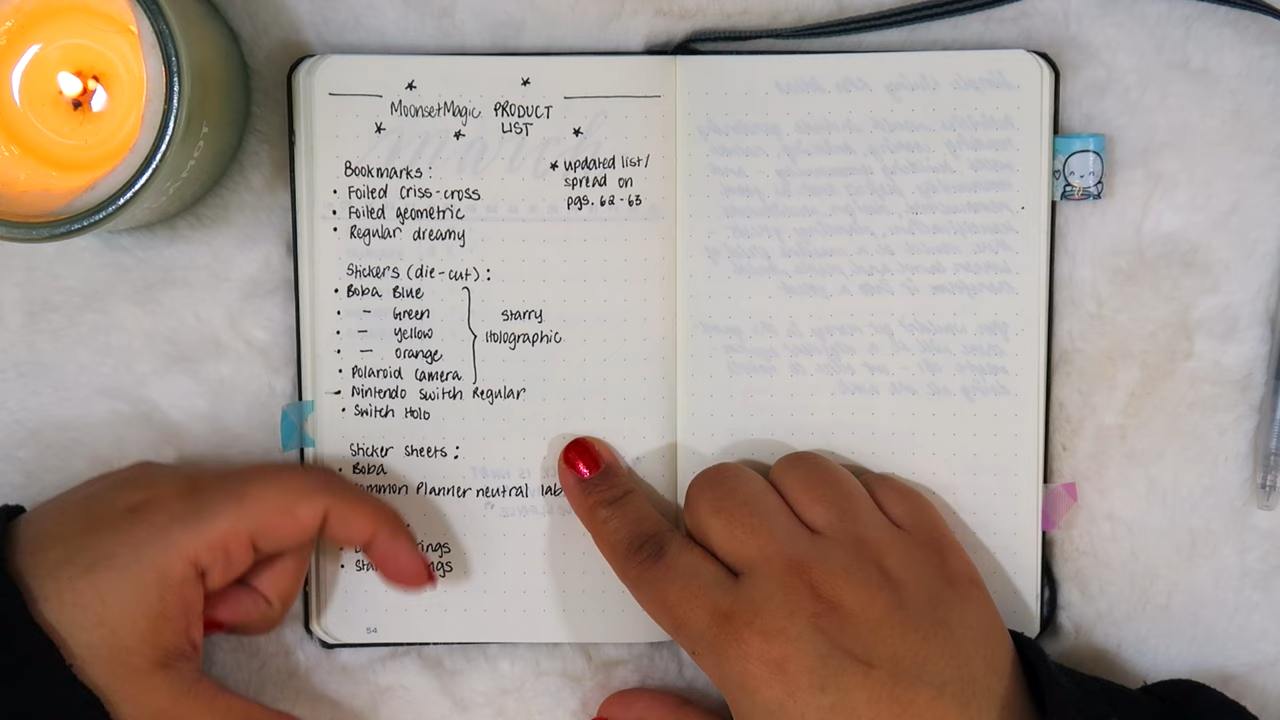 MoonsetMagic PRODUCT
LIST
* updated list/
spread on
pgs. 62-63
Bookmarks:
• Foiled Criss-cross
• Foiled geometric
• Regular dreamy
Stickers (die-cut):
• Boba Blue
• — Green
• — Yellow
• — orange
• Polaroid Camera
starry
Holographic
- Nintendo Switch Regular
• Switch Holo
Sticker Sheets:
• Boba
Planner neutral
• 
•
54